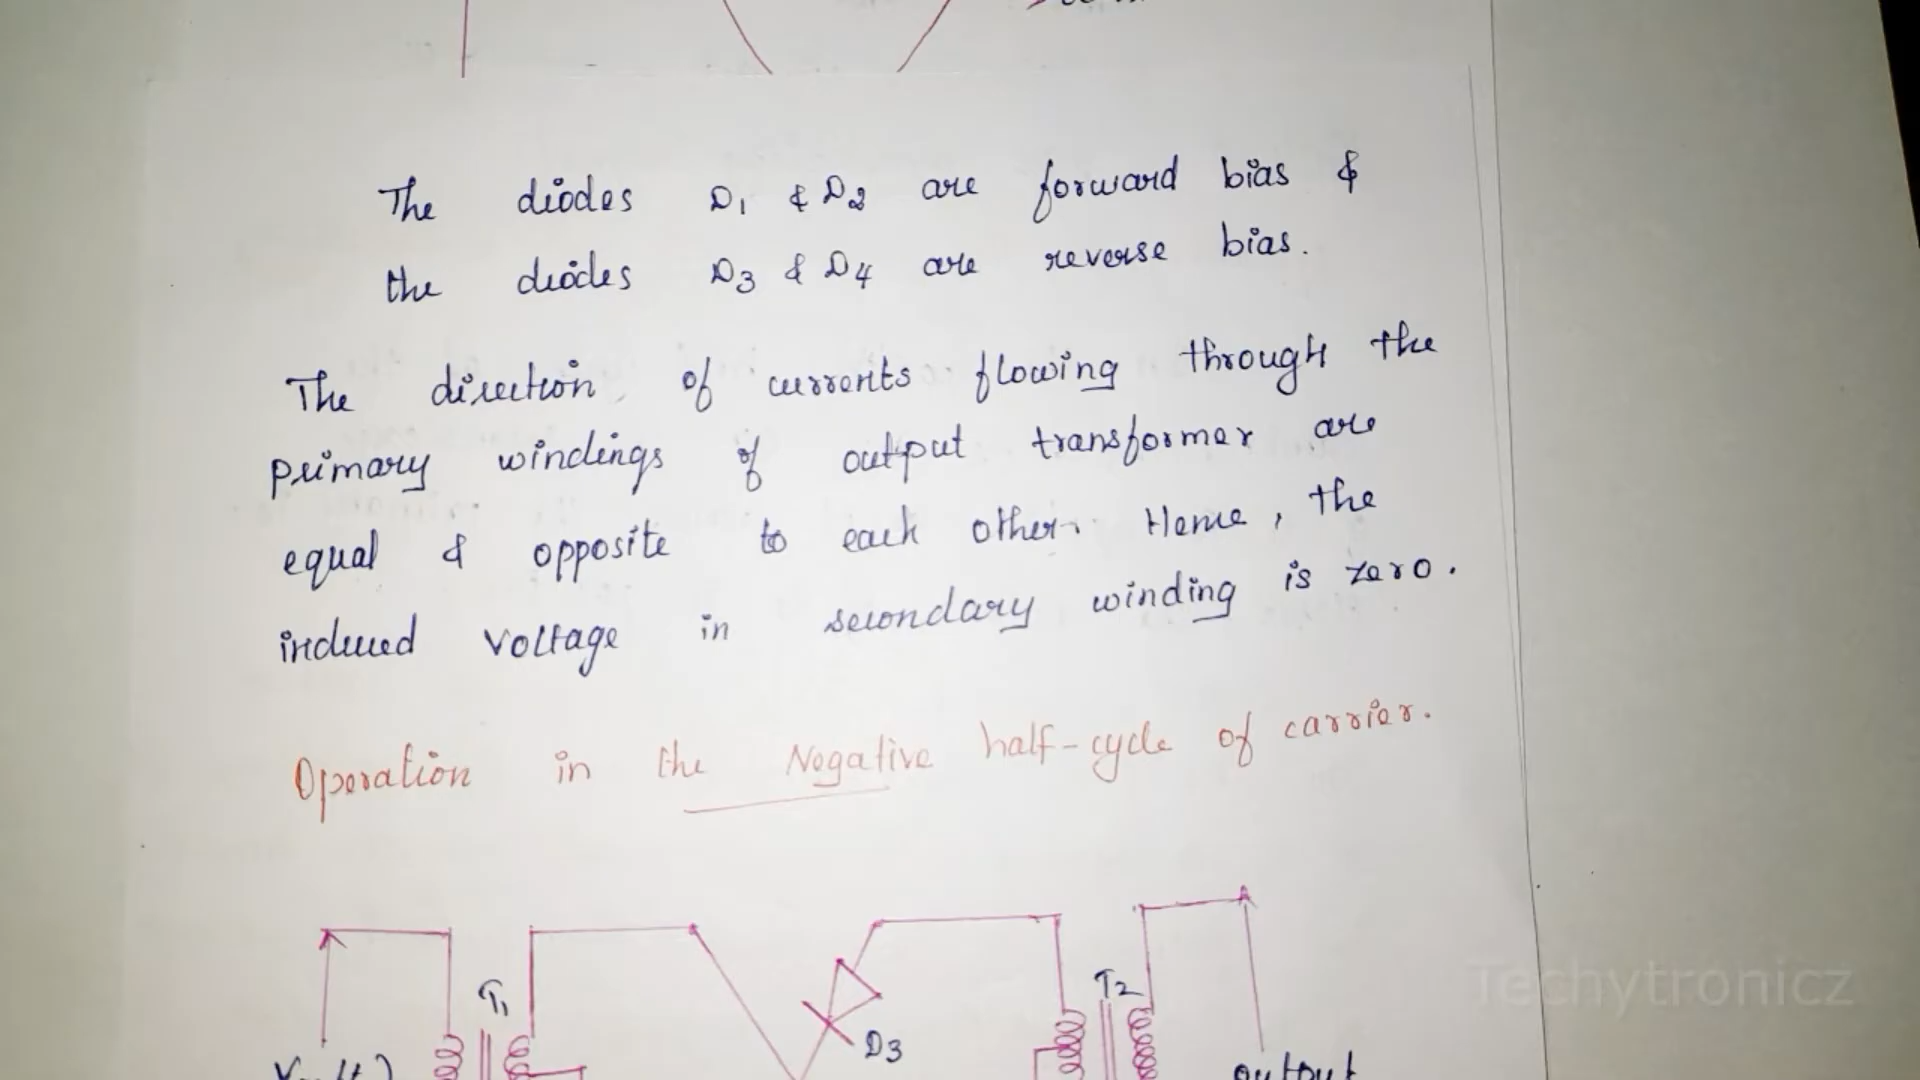 The diodes D1 & D2 are forward bias &
the diodes D3 & D4 are reverse bias.
The direction of currents flowing through the
primary windings of output transformer are
equal & opposite to each other. Hence, the
induced voltage in secondary winding is zero.
Operation in the Negative half-cycle of carrier.
T1
T2
D3
output
Techytronicz